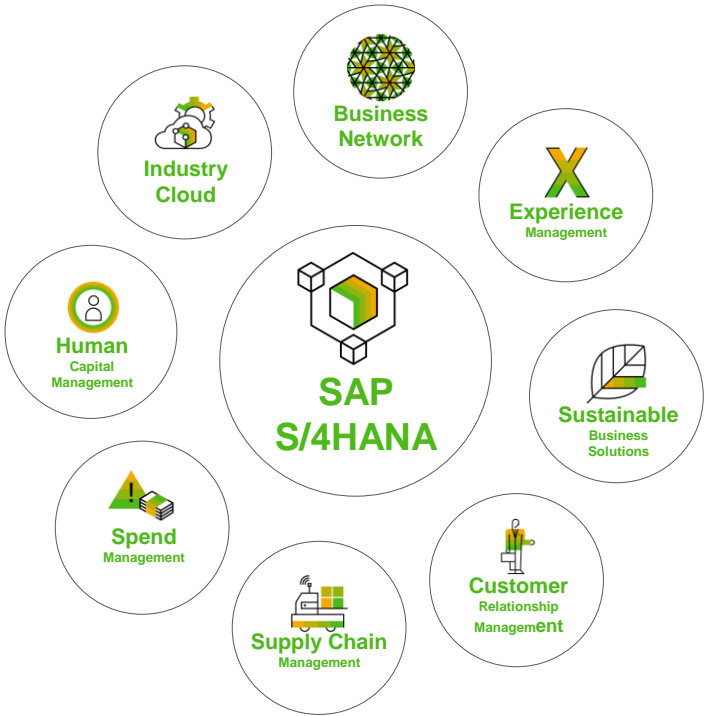 Business
Network
Industry
Cloud
Experience
Management
Human
Capital
Management
SAP
S/4HANA
Sustainable
Business
Solutions
!
Spend
Management
Customer
Relationship
Management
Supply Chain
Management